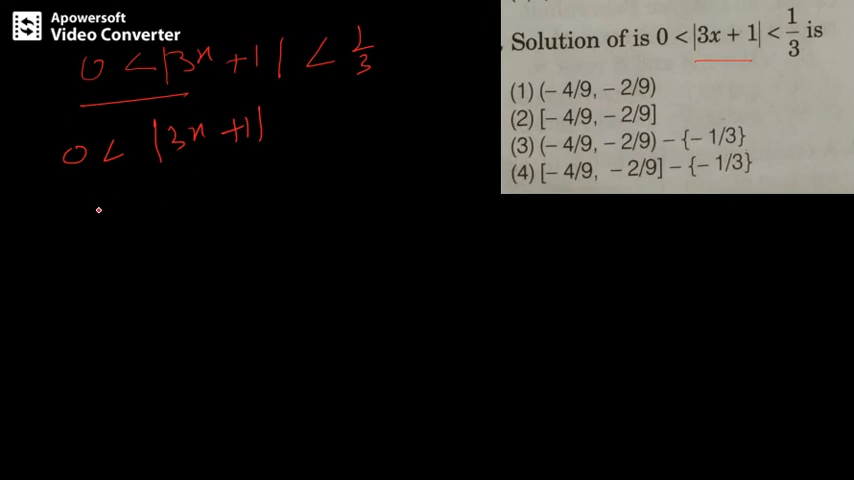 Apowersoft
Video Converter
0 < |3x + 1| < 1/3
0 < |3x + 1|
Solution of is 0 < |3x + 1| < 1/3 is
(1) (– 4/9, – 2/9)
(2) [– 4/9, – 2/9]
(3) (– 4/9, – 2/9) – {– 1/3}
(4) [– 4/9, – 2/9] – {– 1/3}